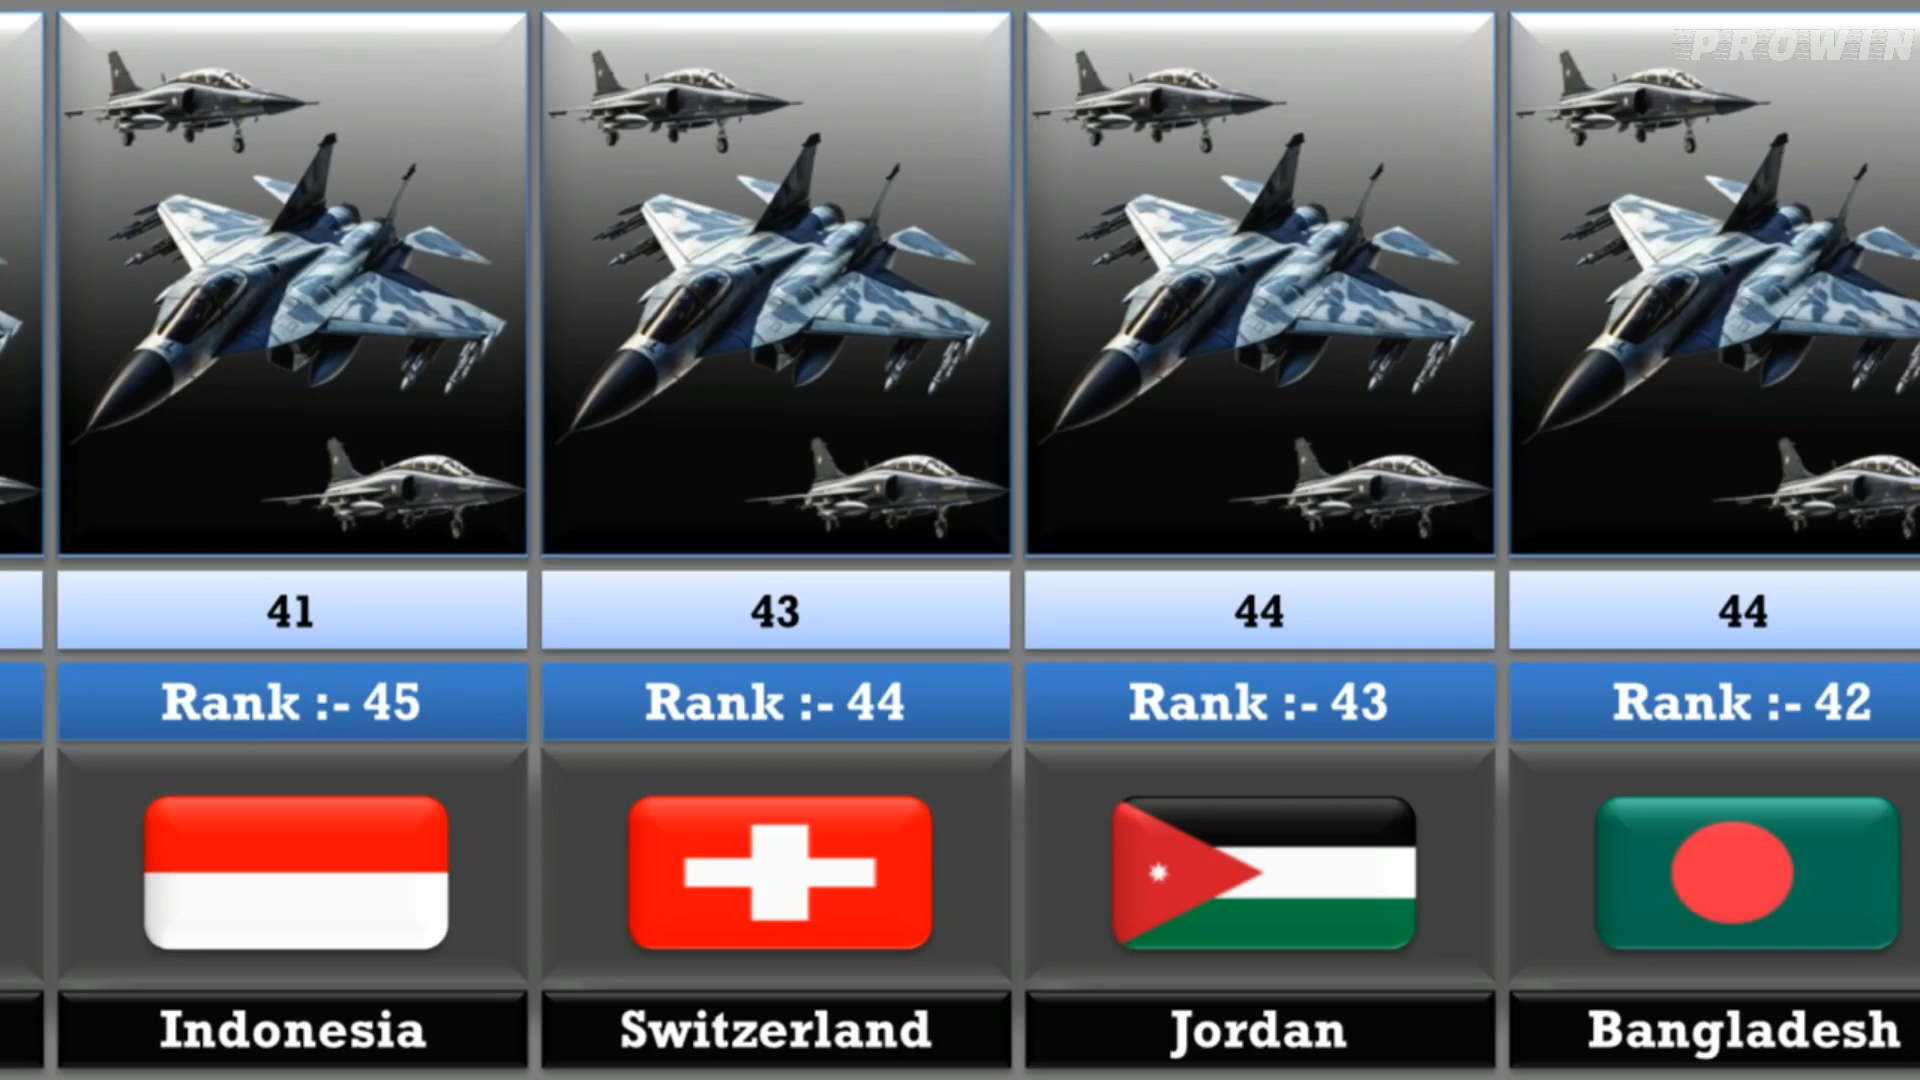 PROWIN
41
43
44
44
Rank :- 45
Rank :- 44
Rank :- 43
Rank :- 42
Indonesia
Switzerland
Jordan
Bangladesh